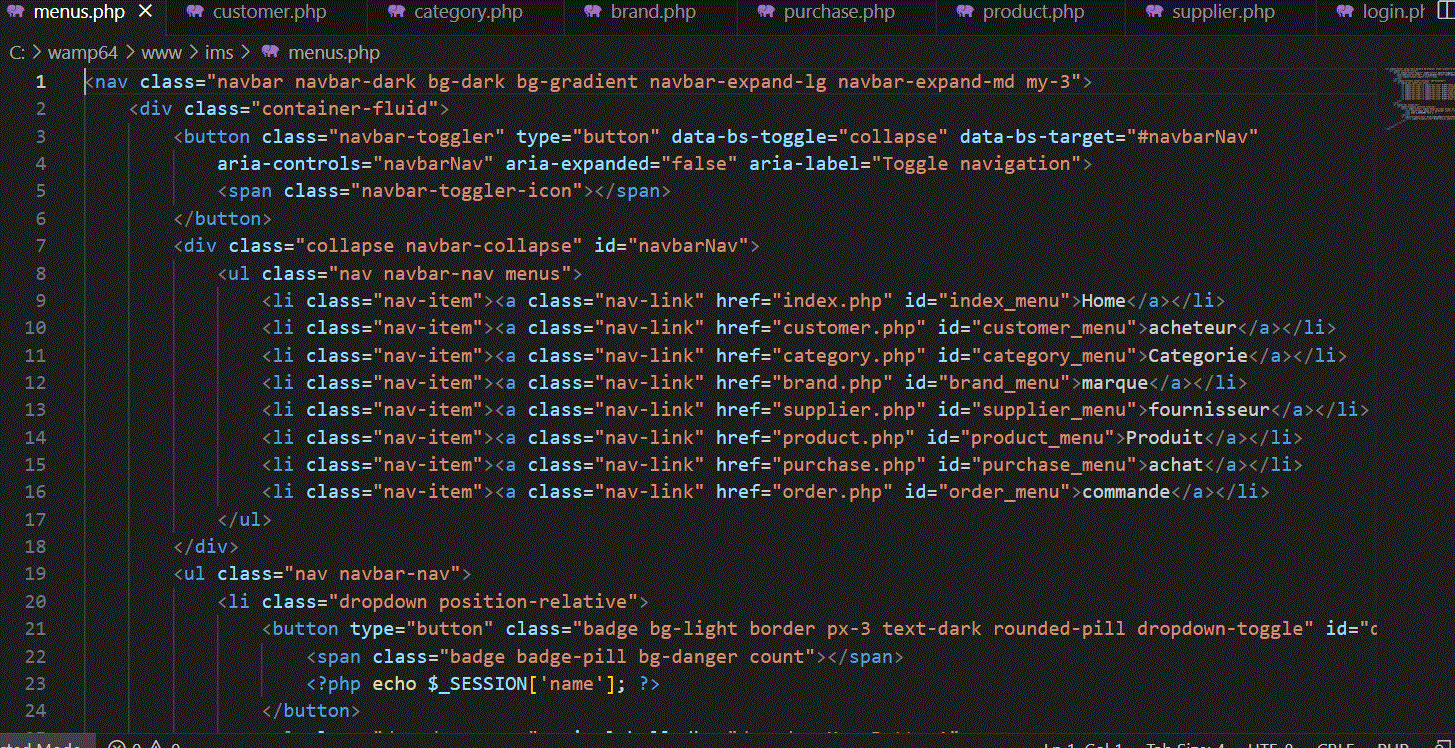 menus.php customer.php category.php brand.php purchase.php product.php supplier.php
C: > wamp64 > www > ims > menus.php
1 <nav class="navbar navbar-dark bg-dark bg-gradient navbar-expand-lg navbar-expand-md my-3">
2 <div class="container-fluid">
3 <button class="navbar-toggler" type="button" data-bs-toggle="collapse" data-bs-target="#navbarNav"
4 aria-controls="navbarNav" aria-expanded="false" aria-label="Toggle navigation">
5 <span class="navbar-toggler-icon"></span>
6 </button>
7 <div class="collapse navbar-collapse" id="navbarNav">
8 <ul class="nav navbar-nav menus">
9 <li class="nav-item"><a class="nav-link" href="index.php" id="index_menu">Home</a></li>
10 <li class="nav-item"><a class="nav-link" href="customer.php" id="customer_menu">acheteur</a></li>
11 <li class="nav-item"><a class="nav-link" href="category.php" id="category_menu">Categorie</a></li>
12 <li class="nav-item"><a class="nav-link" href="brand.php" id="brand_menu">marque</a></li>
13 <li class="nav-item"><a class="nav-link" href="supplier.php" id="supplier_menu">fournisseur</a></li>
14 <li class="nav-item"><a class="nav-link" href="product.php" id="product_menu">Produit</a></li>
15 <li class="nav-item"><a class="nav-link" href="purchase.php" id="purchase_menu">achat</a></li>
16 <li class="nav-item"><a class="nav-link" href="order.php" id="order_menu">commande</a></li>
17 </ul>
18 </div>
19 <ul class="nav navbar-nav">
20 <li class="dropdown position-relative">
21 <button type="button" class="badge bg-light border px-3 text-dark rounded-pill dropdown-toggle" id="
22 <span class="badge badge-pill bg-danger count"></span>
23 <?php echo $_SESSION['name']; ?>
24 </button>